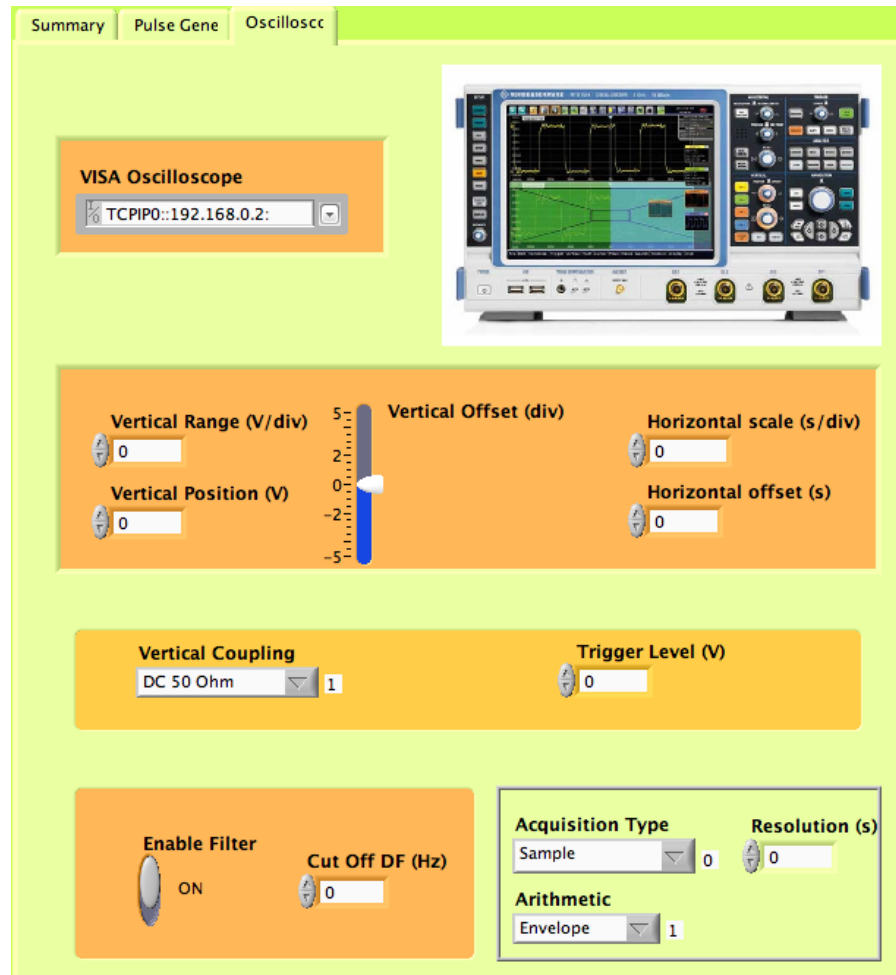 Summary
Pulse Gene
Oscilloscc
VISA Oscilloscope
TCPIP0::192.168.0.2:
Vertical Range (V/div)
0
Vertical Position (V)
0
5
2
0
-2
-5
Vertical Offset (div)
Horizontal scale (s/div)
0
Horizontal offset (s)
0
Vertical Coupling
DC 50 Ohm
1
Trigger Level (V)
0
Enable Filter
ON
Cut Off DF (Hz)
0
Acquisition Type
Sample
0
Resolution (s)
0
Arithmetic
Envelope
1